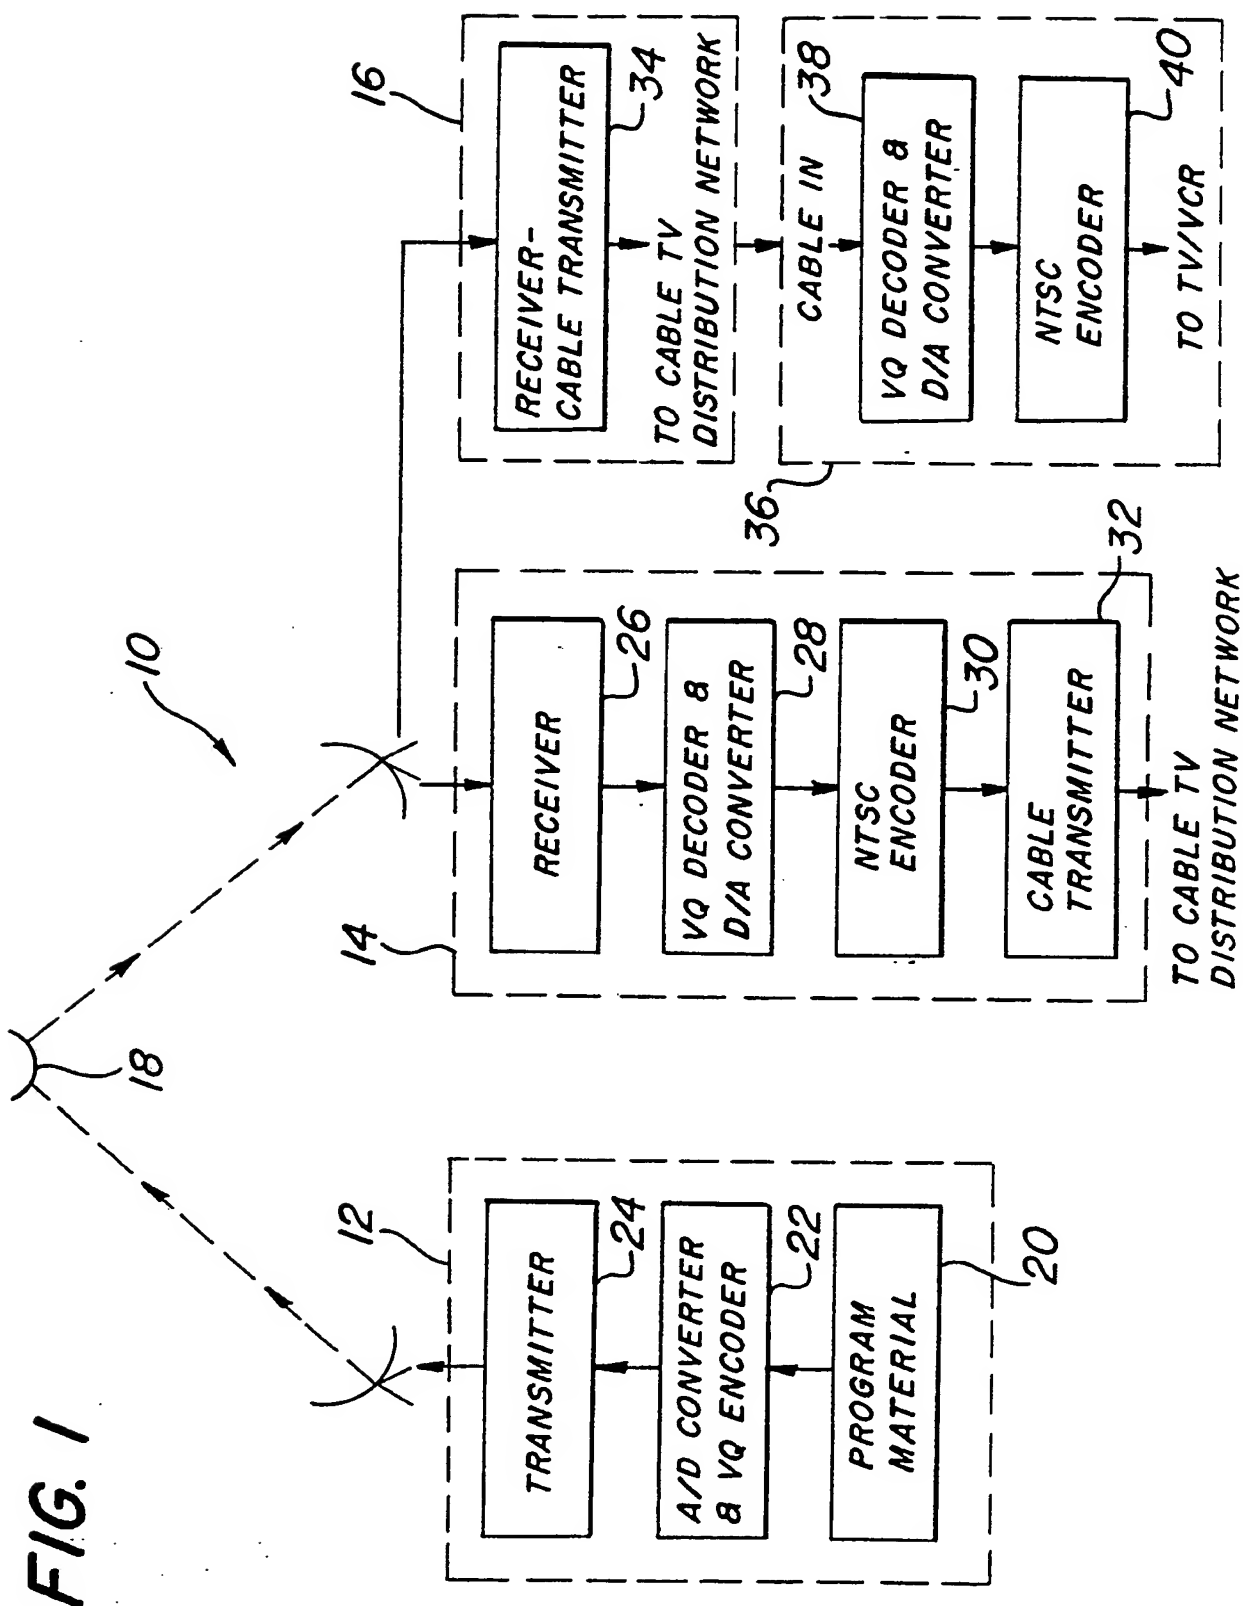 FIG. 1
10
18
12
TRANSMITTER
24
A/D CONVERTER
& VQ ENCODER
22
PROGRAM
MATERIAL
20
14
RECEIVER
26
VQ DECODER &
D/A CONVERTER
28
NTSC
ENCODER
30
CABLE
TRANSMITTER
32
TO CABLE TV
DISTRIBUTION NETWORK
16
RECEIVER-
CABLE TRANSMITTER
34
TO CABLE TV
DISTRIBUTION NETWORK
36
CABLE IN
38
VQ DECODER &
D/A CONVERTER
NTSC
ENCODER
40
TO TV/VCR